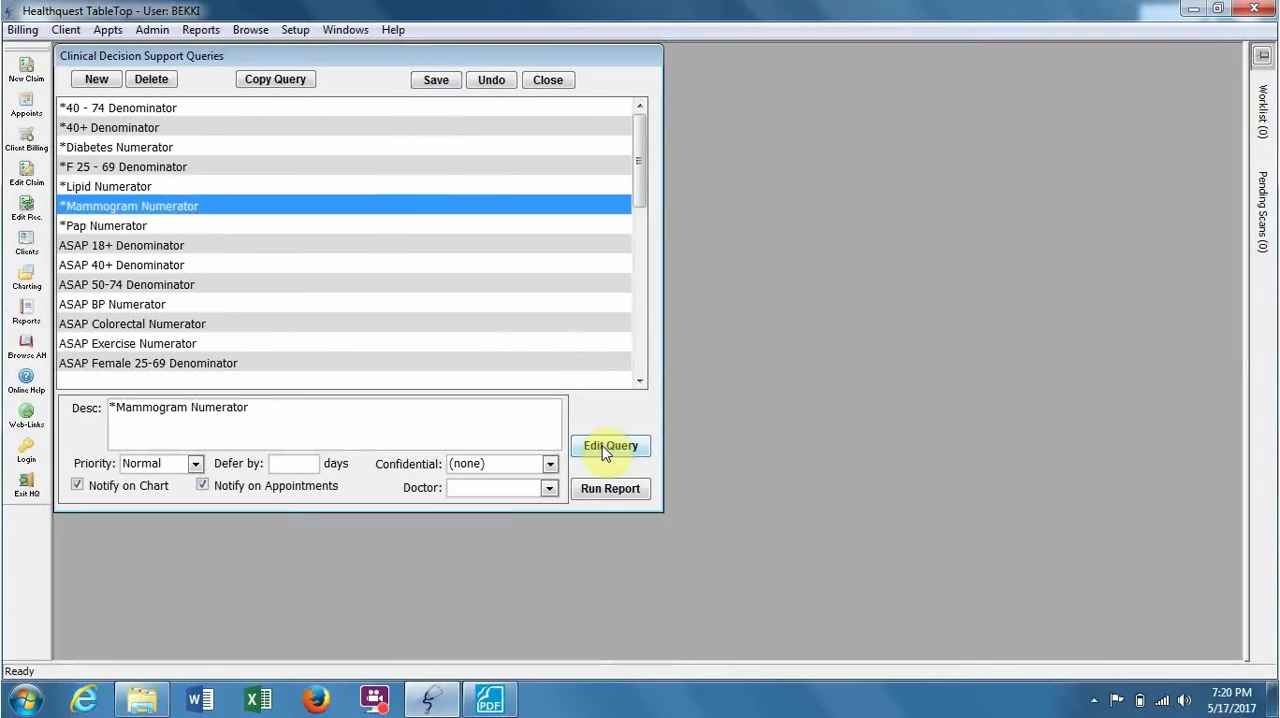 Healthquest TableTop - User: BEKKI
Billing Client Appts Admin Reports Browse Setup Windows Help
Clinical Decision Support Queries
New Delete Copy Query Save Undo Close
*40 - 74 Denominator
*40+ Denominator
*Diabetes Numerator
*F 25 - 69 Denominator
*Lipid Numerator
*Mammogram Numerator
*Pap Numerator
ASAP 18+ Denominator
ASAP 40+ Denominator
ASAP 50-74 Denominator
ASAP BP Numerator
ASAP Colorectal Numerator
ASAP Exercise Numerator
ASAP Female 25-69 Denominator
Desc: *Mammogram Numerator
Edit Query
Priority: Normal Defer by: days Confidential: (none)
Notify on Chart Notify on Appointments Doctor: Run Report
New Claim
Appoints
Client Billing
Edit Claim
Edit Rec.
Clients
Charting
Reports
Browse AH
Online Help
Web-Links
Login
Exit HQ
Worklist (0)
Pending Scans (0)
Ready
PDF
7:20 PM
5/17/2017